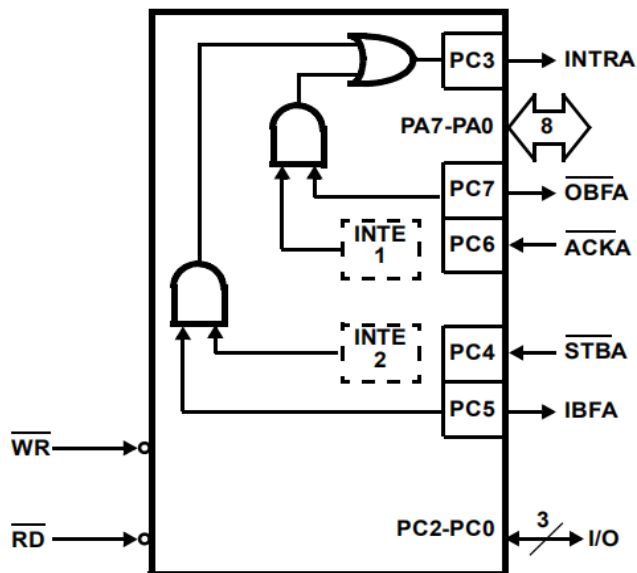 PC3 INTRA
PA7-PA0 8
PC7 OBFA
INTE
1
PC6 ACKA
INTE
2
PC4 STBA
PC5 IBFA
WR
PC2-PC0 3
RD I/O